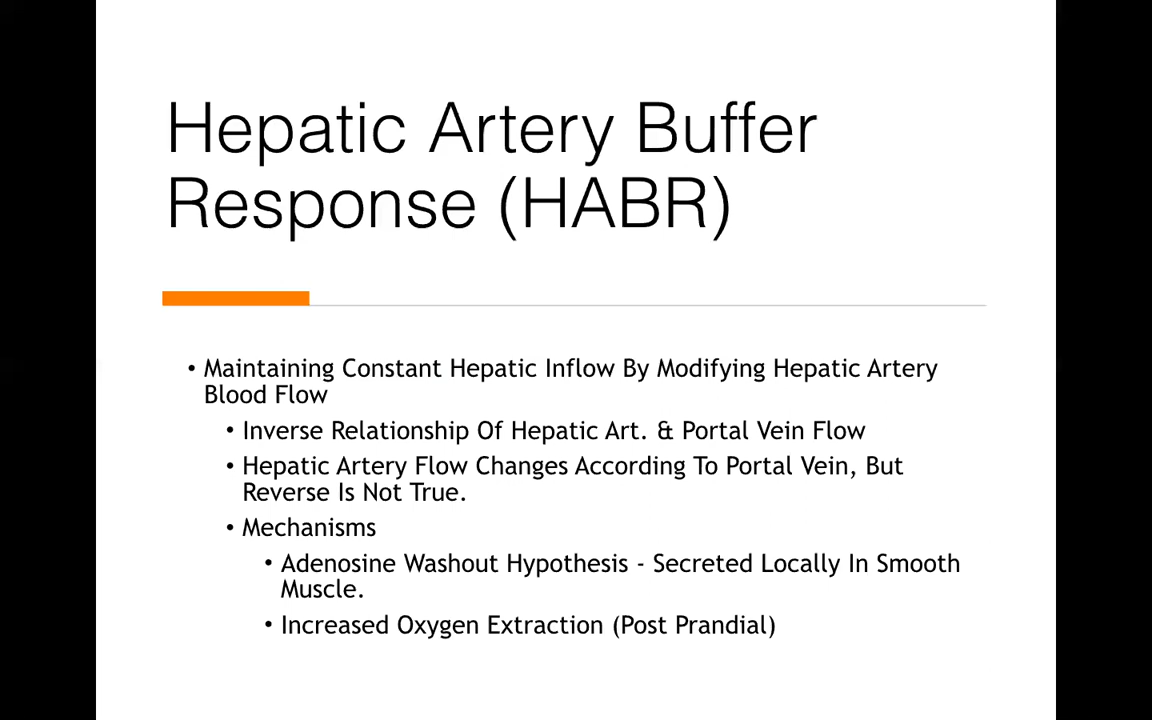 Hepatic Artery Buffer
Response (HABR)
• Maintaining Constant Hepatic Inflow By Modifying Hepatic Artery
Blood Flow
• Inverse Relationship Of Hepatic Art. & Portal Vein Flow
• Hepatic Artery Flow Changes According To Portal Vein, But
Reverse Is Not True.
• Mechanisms
• Adenosine Washout Hypothesis - Secreted Locally In Smooth
Muscle.
• Increased Oxygen Extraction (Post Prandial)